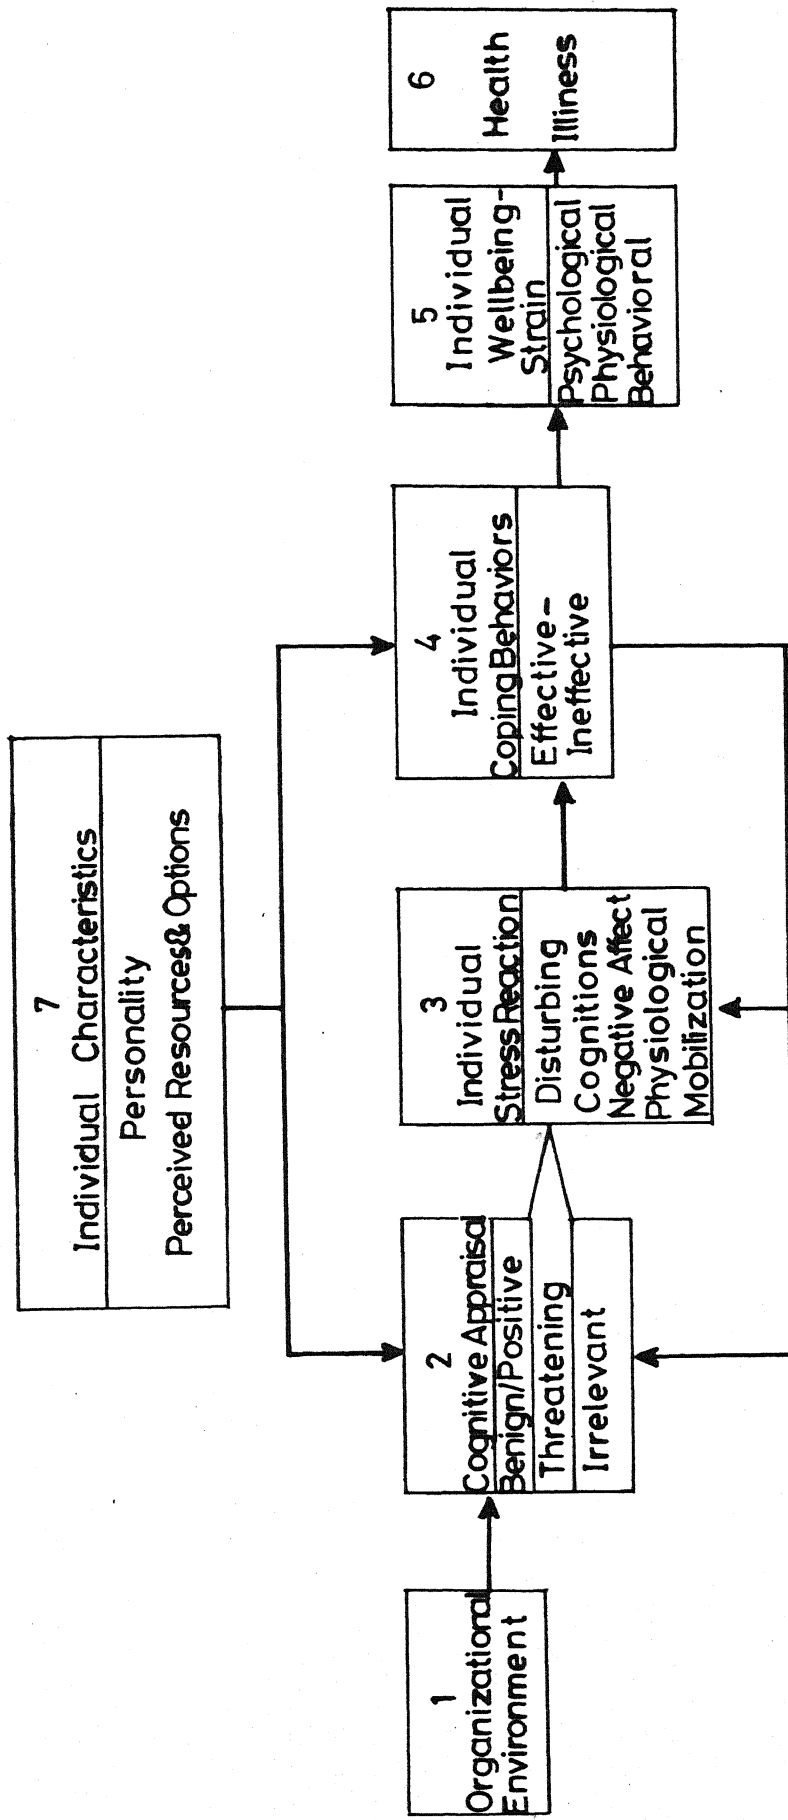 7
Individual Characteristics
Personality
Perceived Resources& Options
1
Organizational
Environment
2
Cognitive Appraisal
Benign/Positive
Threatening
Irrelevant
3
Individual
Stress Reaction
Disturbing
Cognitions
Negative Affect
Physiological
Mobilization
4
Individual
Coping Behaviors
Effective-
Ineffective
5
Individual
Wellbeing-
Strain
Psychological
Physiological
Behavioral
6
Health
Illiness